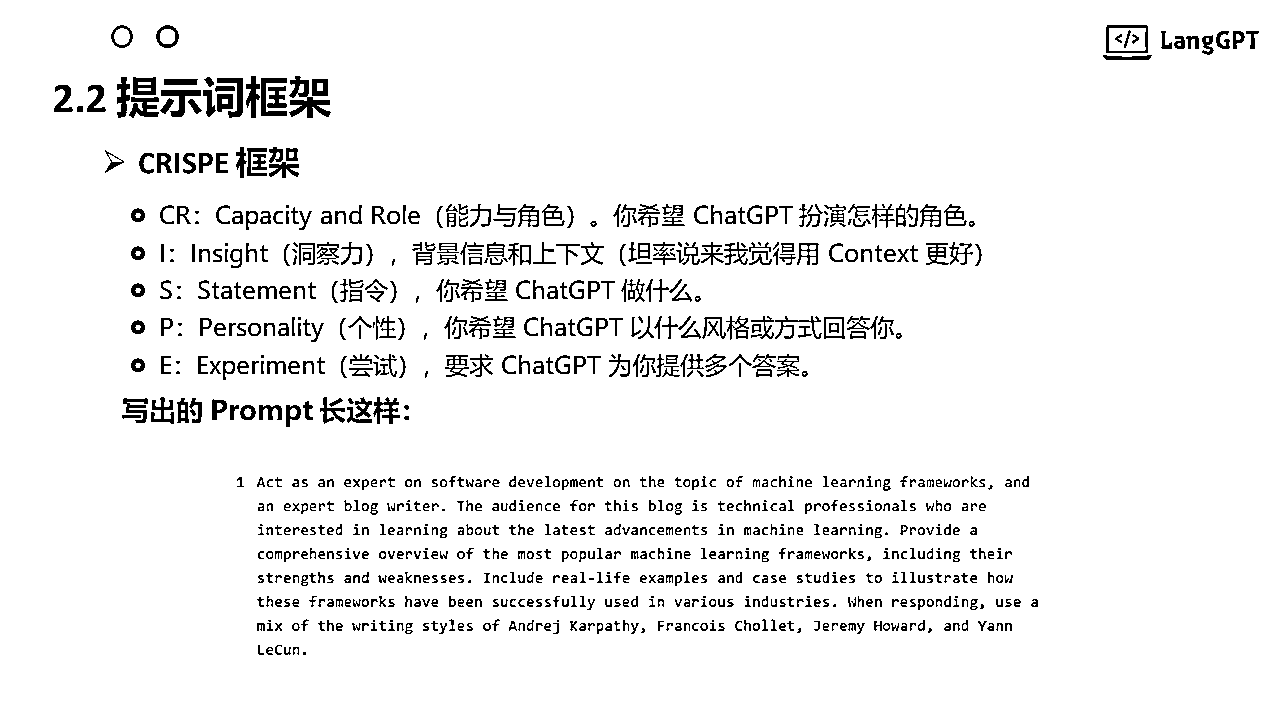 </> LangGPT
2.2 提示词框架
CRISPE 框架
CR：Capacity and Role（能力与角色）。你希望 ChatGPT 扮演怎样的角色。
I：Insight（洞察力），背景信息和上下文（坦率说来我觉得用 Context 更好）
S：Statement（指令），你希望 ChatGPT 做什么。
P：Personality（个性），你希望 ChatGPT 以什么风格或方式回答你。
E：Experiment（尝试），要求 ChatGPT 为你提供多个答案。
写出的 Prompt 长这样：
1 Act as an expert on software development on the topic of machine learning frameworks, and
an expert blog writer. The audience for this blog is technical professionals who are
interested in learning about the latest advancements in machine learning. Provide a
comprehensive overview of the most popular machine learning frameworks, including their
strengths and weaknesses. Include real-life examples and case studies to illustrate how
these frameworks have been successfully used in various industries. When responding, use a
mix of the writing styles of Andrej Karpathy, Francois Chollet, Jeremy Howard, and Yann
LeCun.